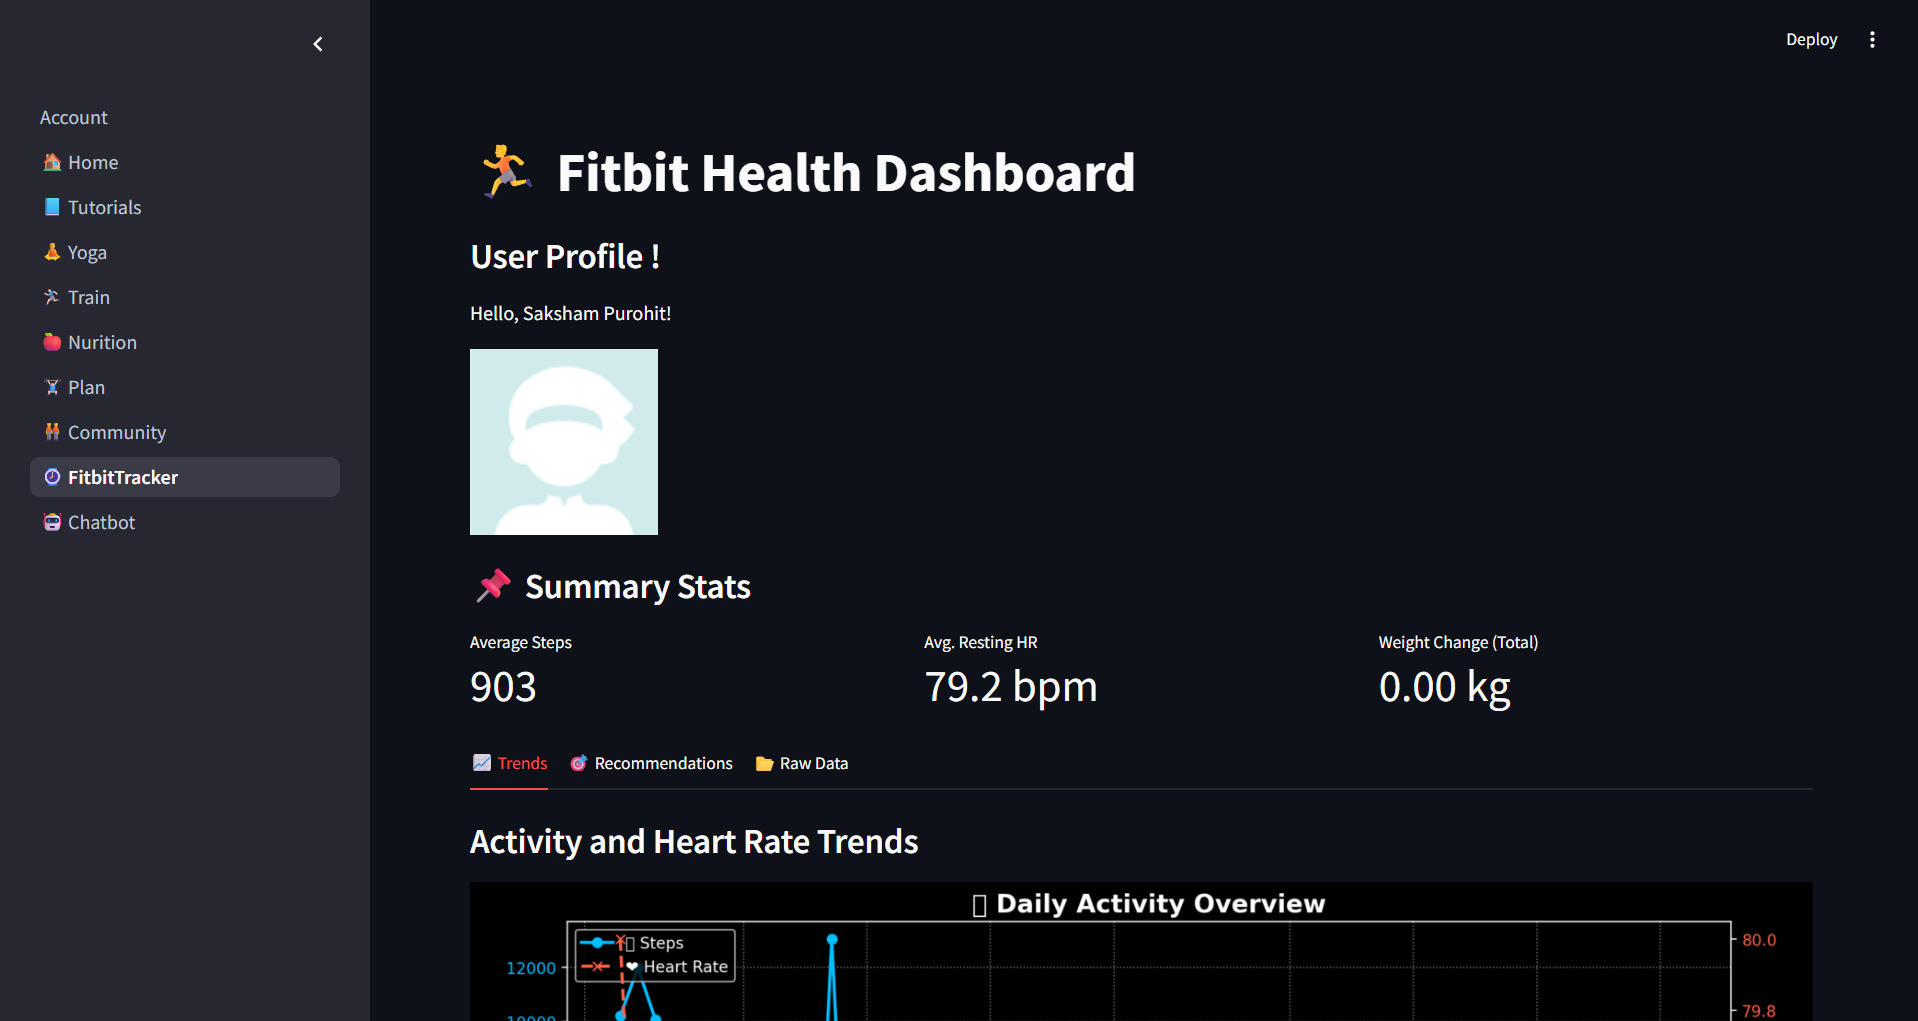 Deploy
Account
Home
Tutorials
Yoga
Train
Nurition
Plan
Community
FitbitTracker
Chatbot
Fitbit Health Dashboard
User Profile !
Hello, Saksham Purohit!
Summary Stats
Average Steps
903
Avg. Resting HR
79.2 bpm
Weight Change (Total)
0.00 kg
Trends Recommendations Raw Data
Activity and Heart Rate Trends
Daily Activity Overview
Steps
Heart Rate
12000
80.0
79.8